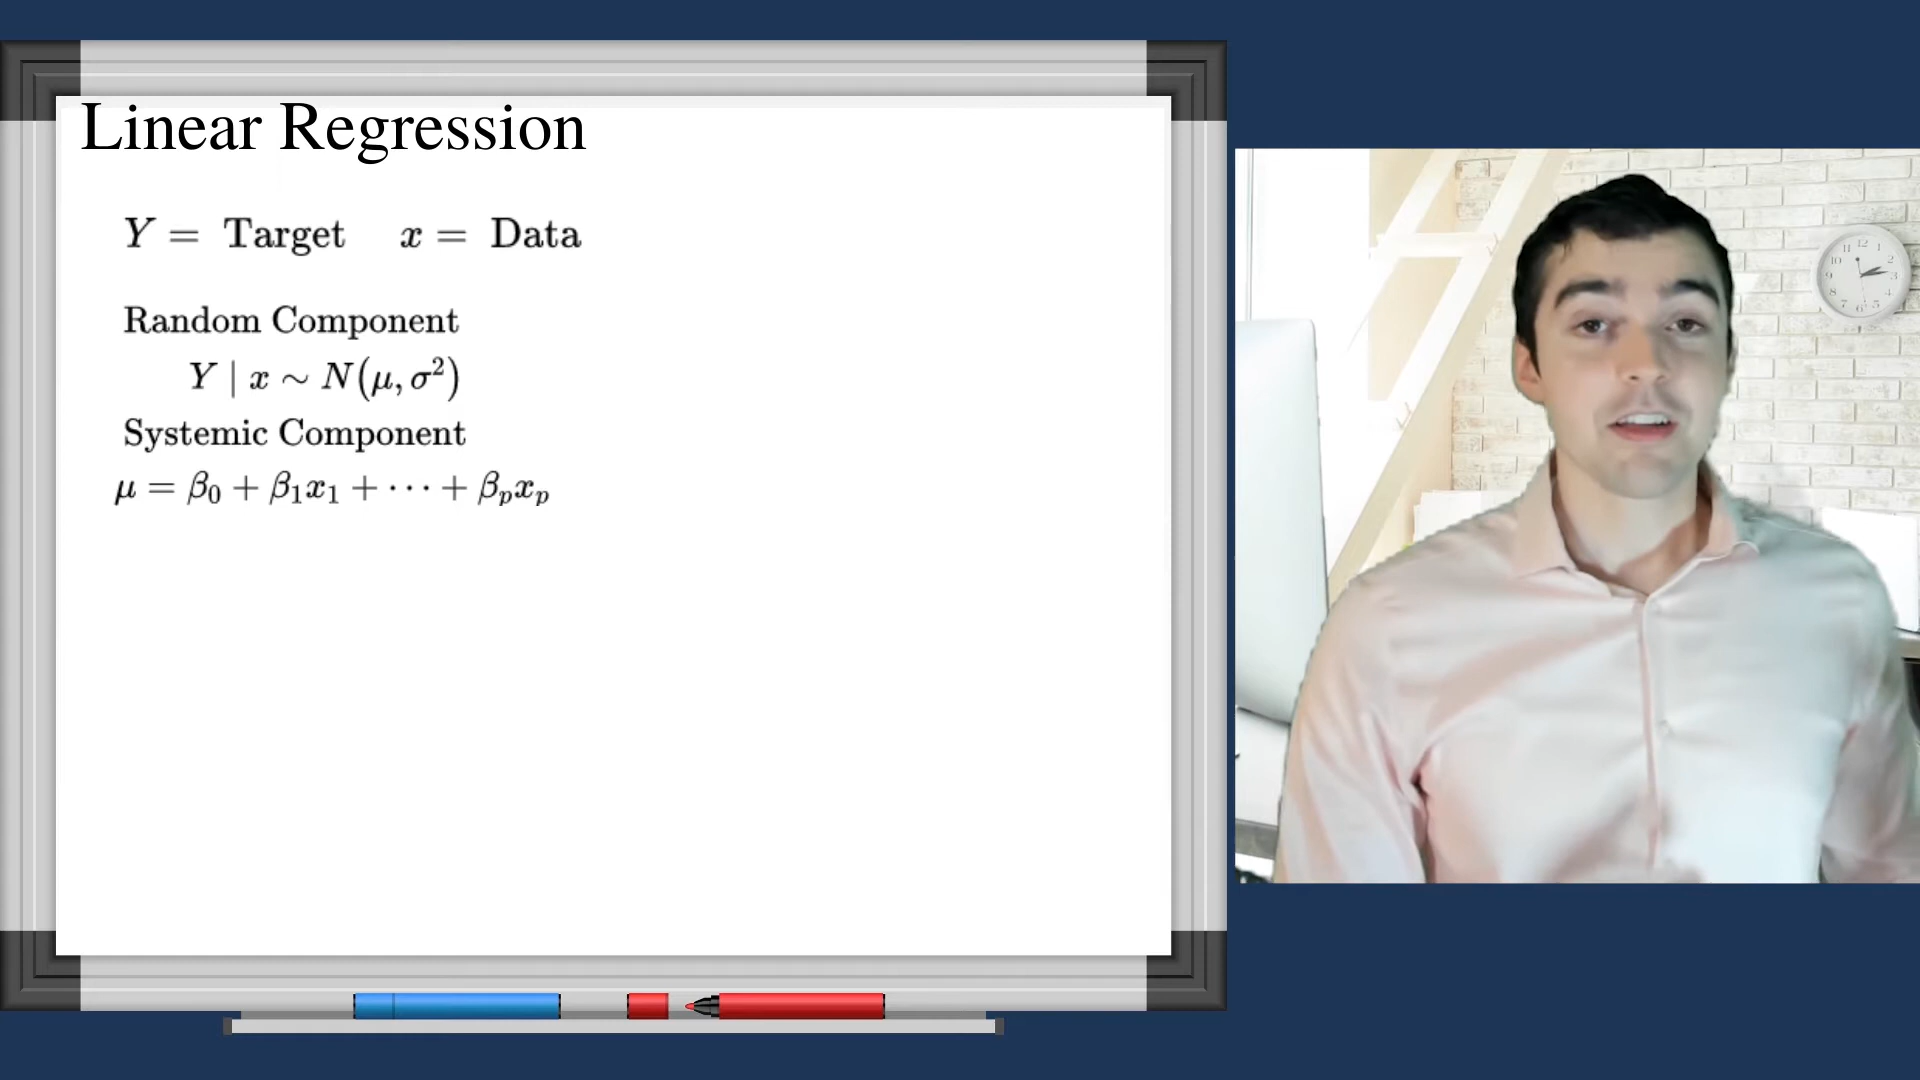 Linear Regression
Y = Target x = Data
Random Component
Y | x ∼ N(μ, σ²)
Systemic Component
μ = β₀ + β₁x₁ + ⋯ + βₚxₚ